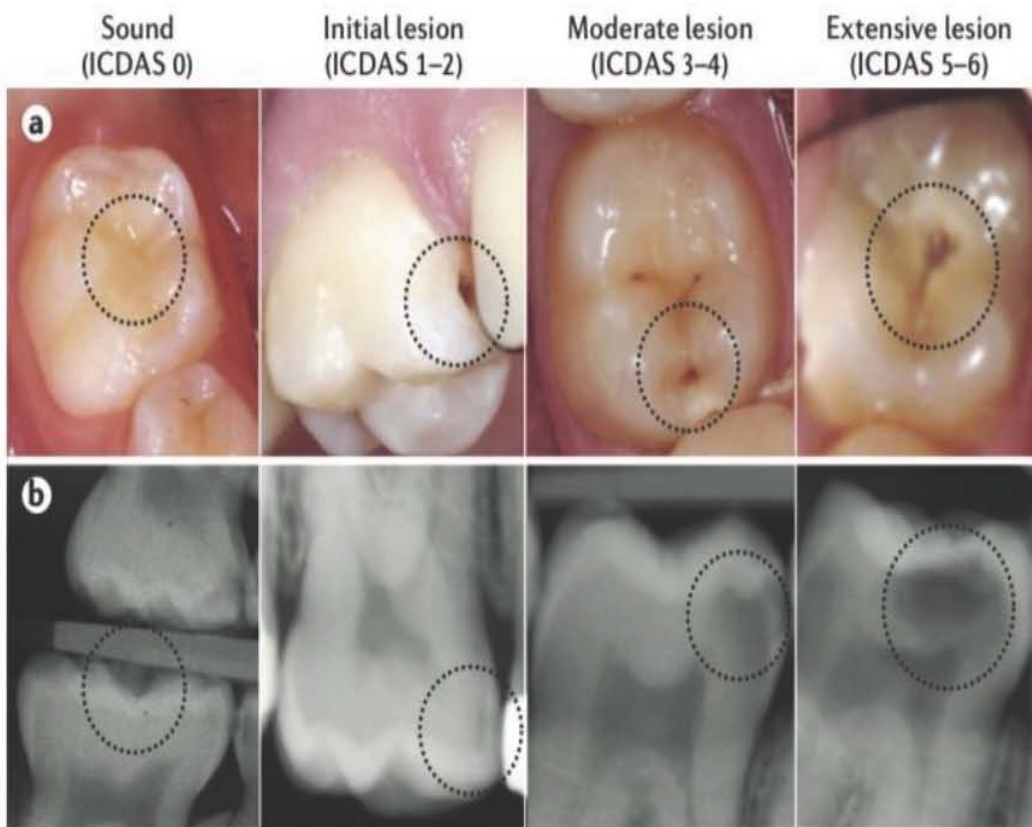 Sound
(ICDAS 0)
Initial lesion
(ICDAS 1–2)
Moderate lesion
(ICDAS 3–4)
Extensive lesion
(ICDAS 5–6)
a
b